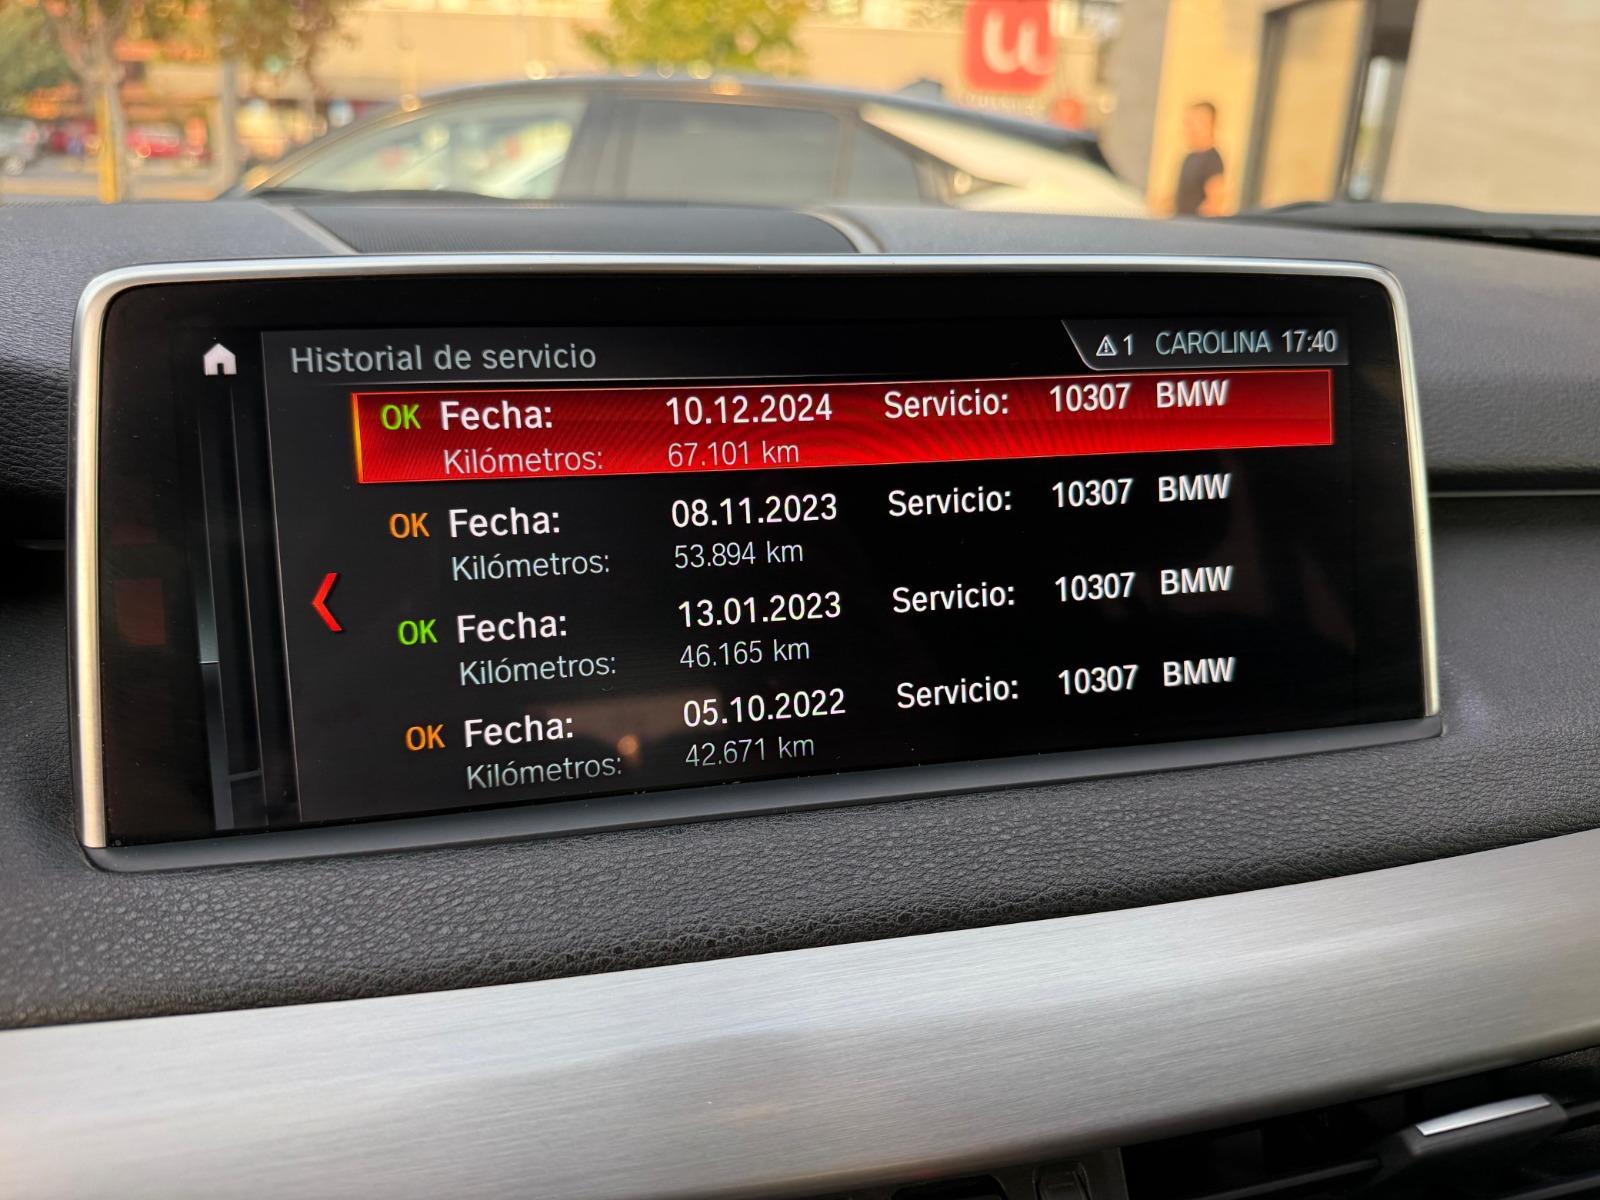 Historial de servicio
1 CAROLINA 17:40
OK Fecha: 10.12.2024 Servicio: 10307 BMW
Kilómetros: 67.101 km
OK Fecha: 08.11.2023 Servicio: 10307 BMW
Kilómetros: 53.894 km
OK Fecha: 13.01.2023 Servicio: 10307 BMW
Kilómetros: 46.165 km
OK Fecha: 05.10.2022 Servicio: 10307 BMW
Kilómetros: 42.671 km